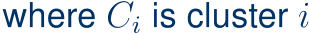 where $C_i$ is cluster $i$